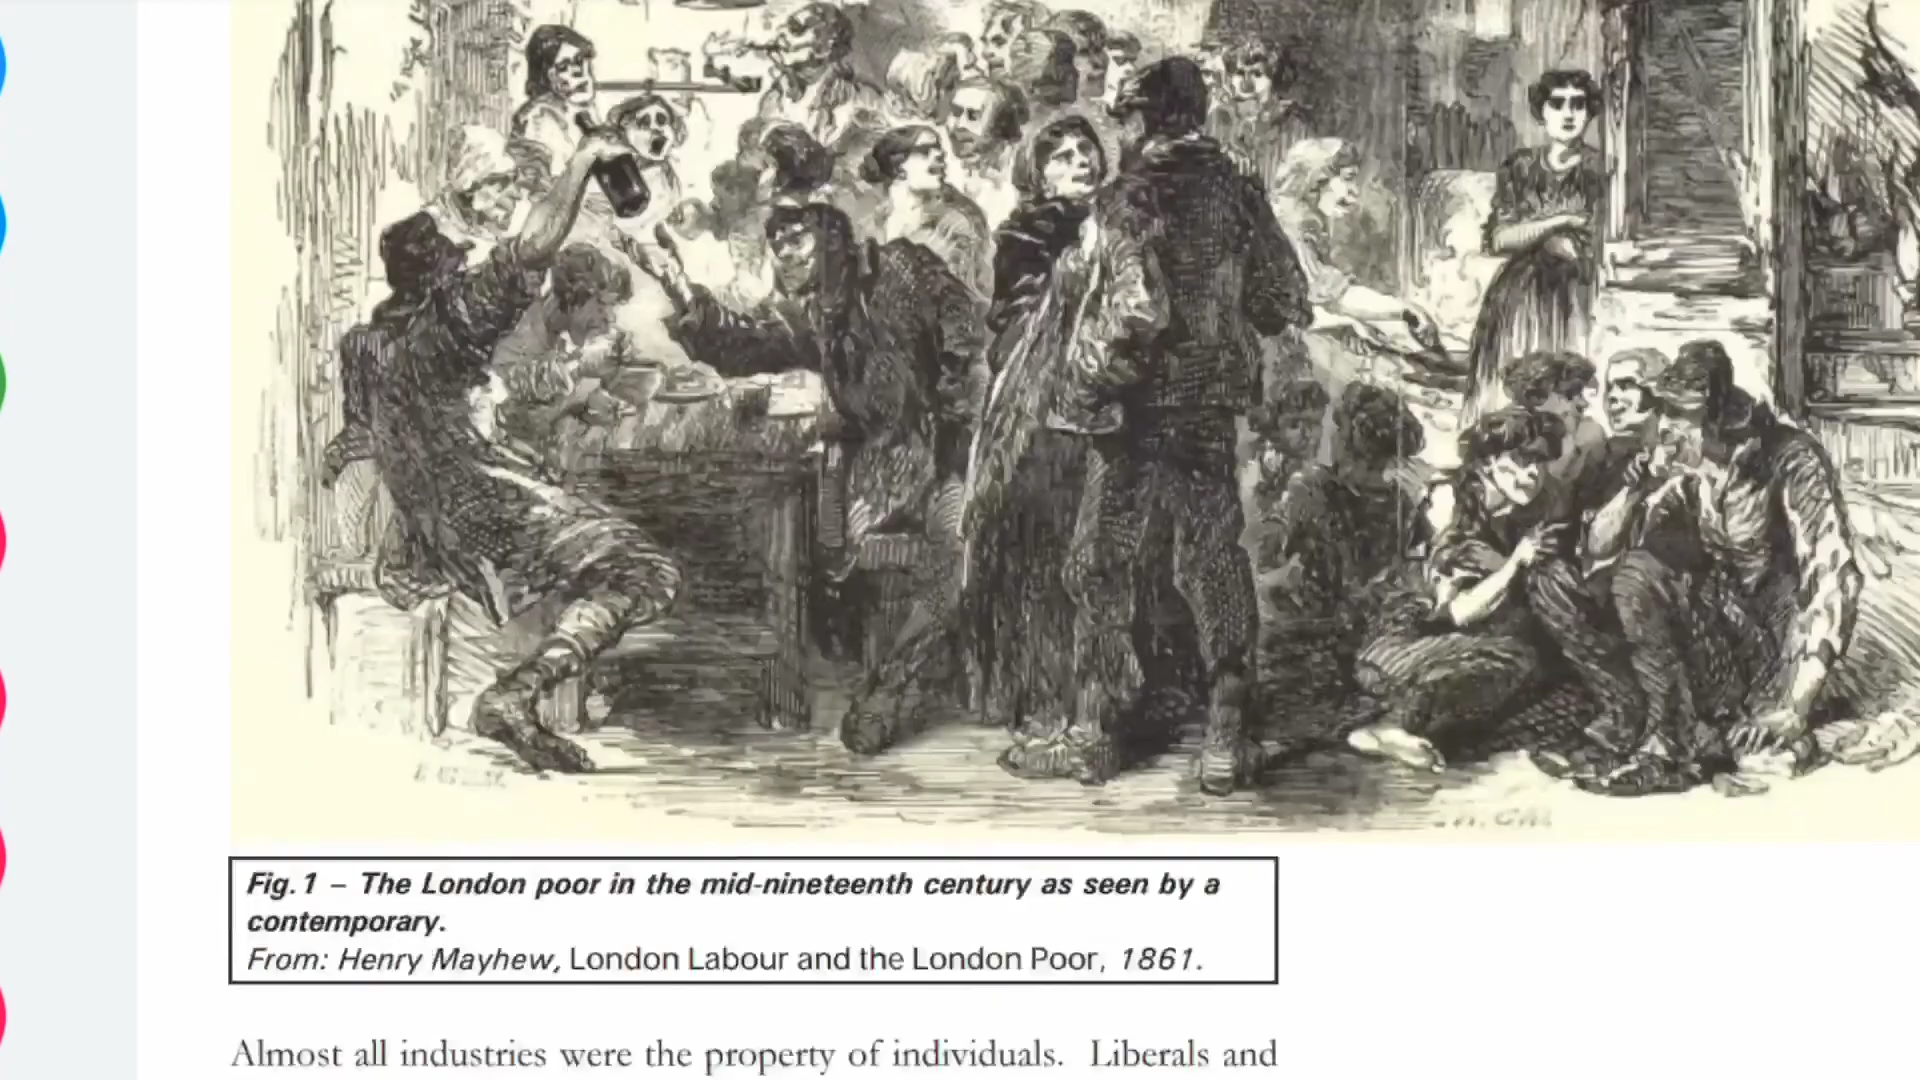 Fig. 1 – The London poor in the mid-nineteenth century as seen by a
contemporary.
From: Henry Mayhew, London Labour and the London Poor, 1861.
Almost all industries were the property of individuals. Liberals and